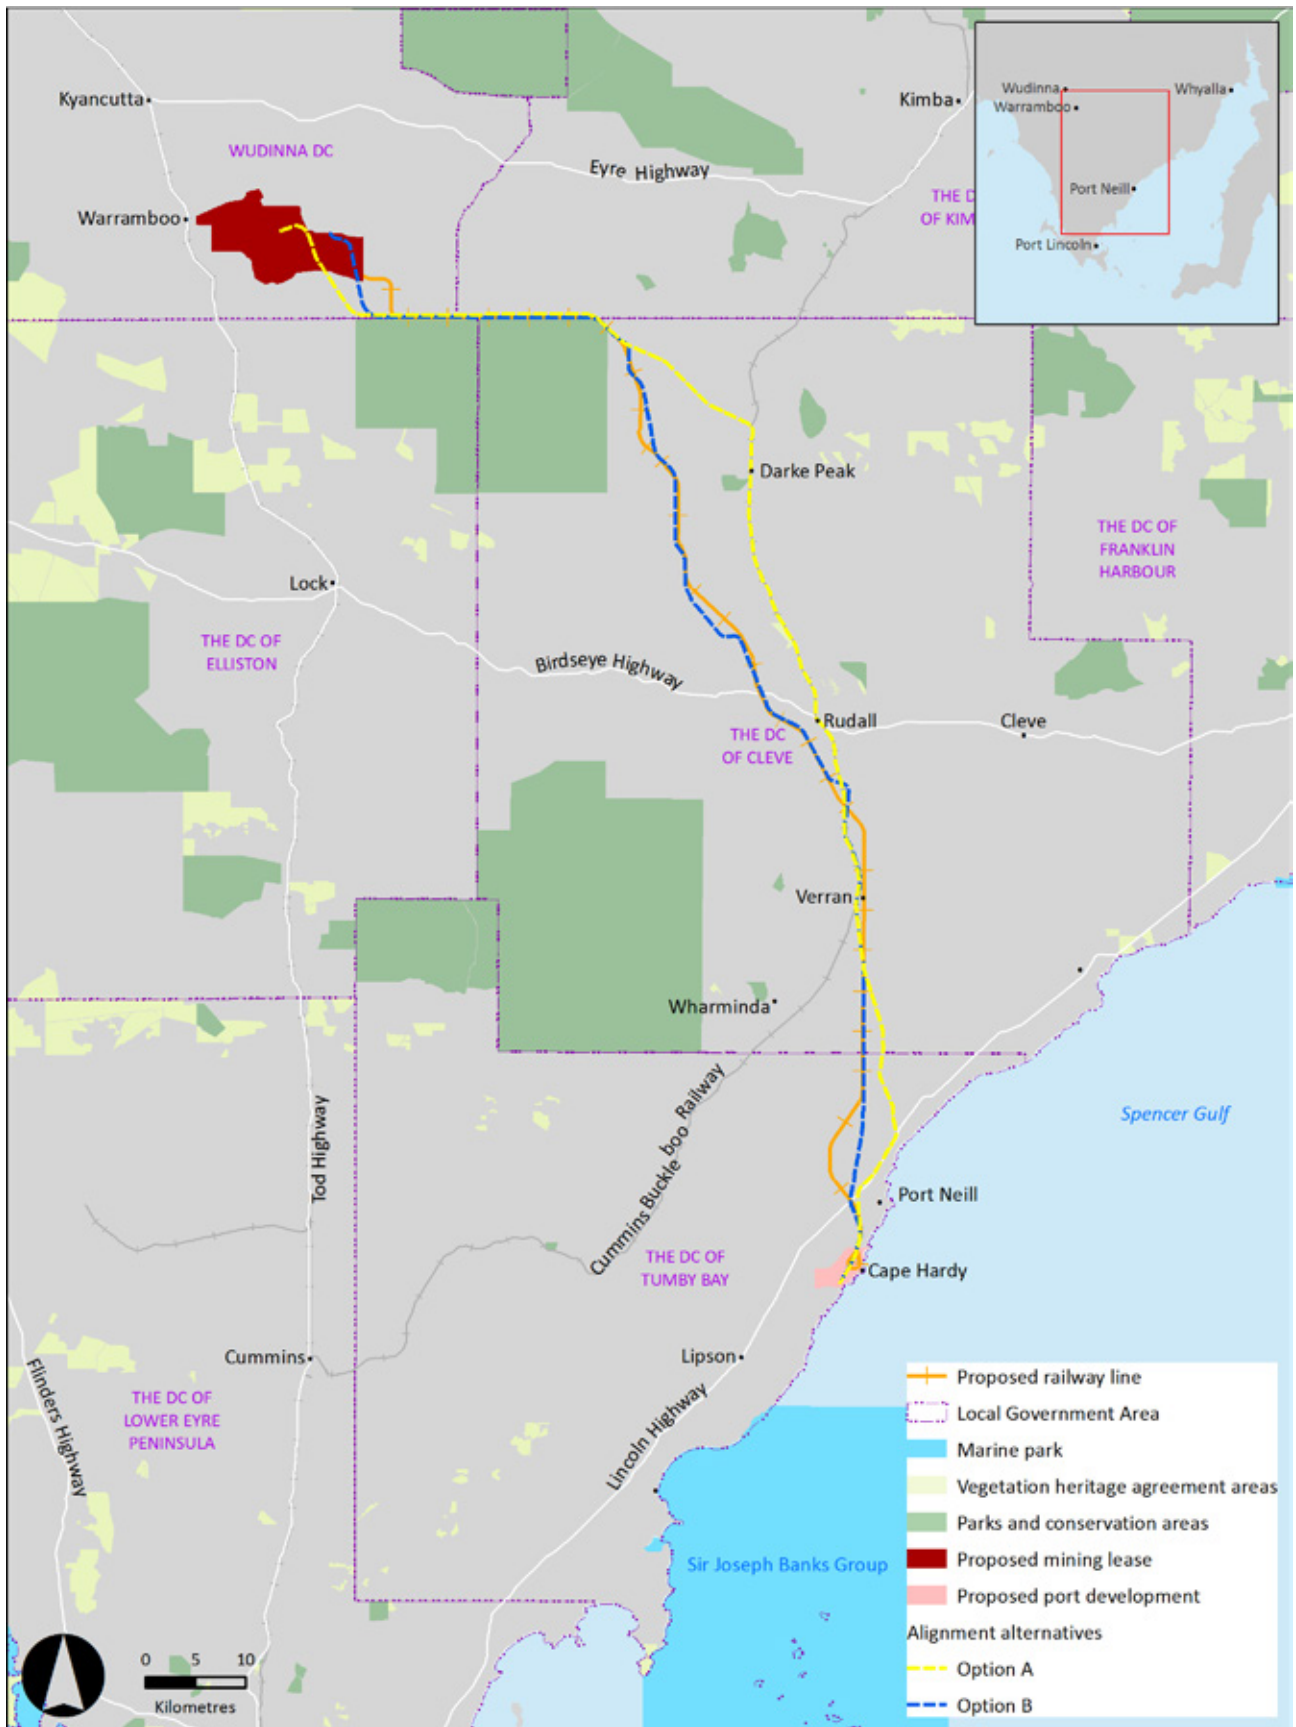 Kyancutta
Kimba
WUDINNA DC
Eyre Highway
THE D
OF KIM
Warramboo
Wudinna
Warramboo
Whyalla
Port Neill
Port Lincoln
Darke Peak
THE DC OF
FRANKLIN
HARBOUR
Lock
THE DC OF
ELLISTON
Birdseye Highway
Rudall
Cleve
THE DC
OF CLEVE
Verran
Wharminda
Spencer Gulf
Tod Highway
Cummins Buckle boo Railway
Port Neill
THE DC OF
TUMBY BAY
Cape Hardy
Cummins
Lipson
Flinders Highway
THE DC OF
LOWER EYRE
PENINSULA
Lincoln Highway
Sir Joseph Banks Group
Proposed railway line
Local Government Area
Marine park
Vegetation heritage agreement areas
Parks and conservation areas
Proposed mining lease
Proposed port development
Alignment alternatives
Option A
Option B
0 5 10
Kilometres